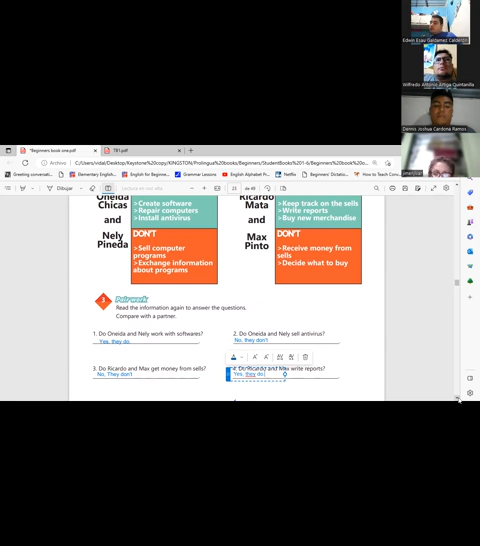 Edwin Esau Galdamez Calderón
Wilfredo Antonio Artiga Quintanilla
Dennis Joshua Cardona Ramos
*Beginners book one.pdf
TB1.pdf
Archivo
C:/Users/vidal/Desktop/Keystone%20copy/KINGSTON/Prolingua%20books/Beginners/StudentBooks%201-6/Beginners%20book%20o...
Greeting conversati...
Elementary English...
English for Beginne...
Grammar Lessons
English Alphabet Pr...
Netflix
Beginners' Dictatio...
How to Teach Cou...
Dibujar
23
de 49
Oneida
Chicas
and
Nely
Pineda
>Create software
>Repair computers
>Install antivirus
DON'T
>Sell computer
programs
>Exchange information
about programs
Ricardo
Mata
and
Max
Pinto
>Keep track on the sells
>Write reports
>Buy new merchandise
DON'T
>Receive money from
sells
>Decide what to buy
3
Pair work
Read the information again to answer the questions.
Compare with a partner.
1. Do Oneida and Nely work with softwares?
Yes, they do.
2. Do Oneida and Nely sell antivirus?
No, they don't
3. Do Ricardo and Max get money from sells?
No, They don't
4. Do Ricardo and Max write reports?
Yes, they do